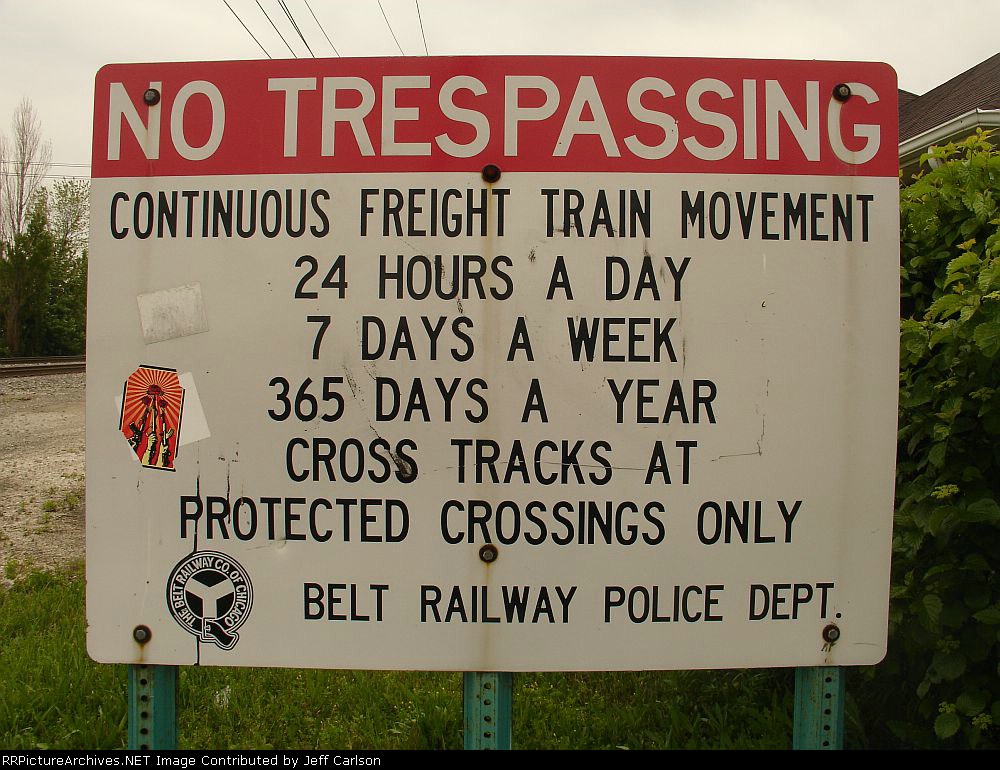 NO TRESPASSING
CONTINUOUS FREIGHT TRAIN MOVEMENT
24 HOURS A DAY
7 DAYS A WEEK
365 DAYS A YEAR
CROSS TRACKS AT
PROTECTED CROSSINGS ONLY
THE BELT RAILWAY CO. OF CHICAGO
BELT RAILWAY POLICE DEPT.
RRPictureArchives.NET Image Contributed by Jeff Carlson